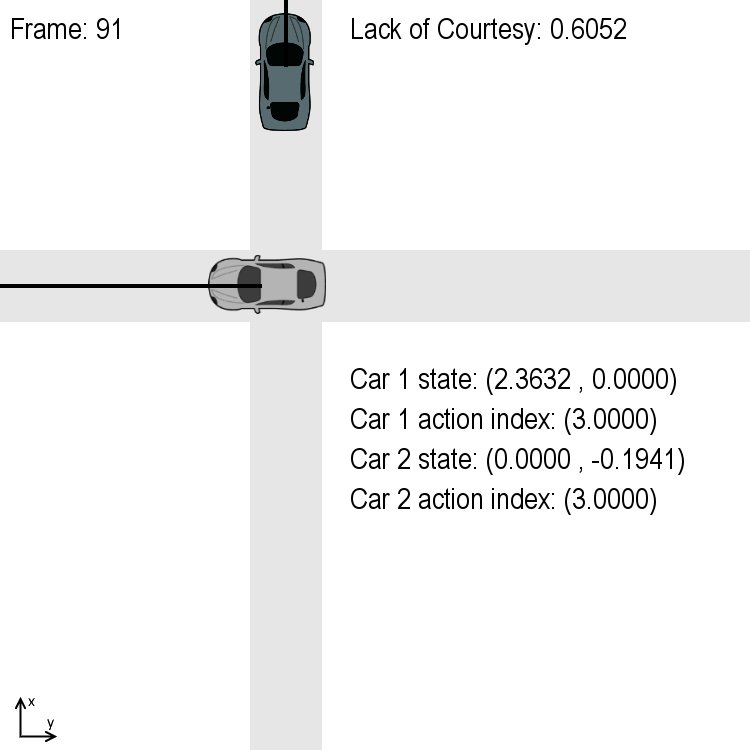 Frame: 91
Lack of Courtesy: 0.6052
Car 1 state: (2.3632 , 0.0000)
Car 1 action index: (3.0000)
Car 2 state: (0.0000 , -0.1941)
Car 2 action index: (3.0000)
x
y